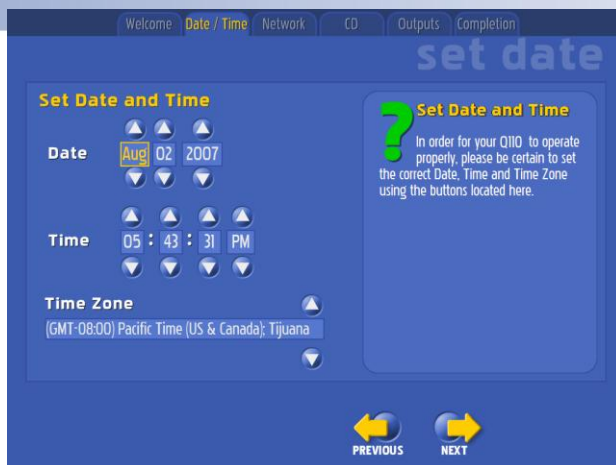 Welcome Date / Time Network CD Outputs Completion
set date
Set Date and Time
Date Aug 02 2007
Time 05 : 43 : 31 PM
Time Zone
(GMT-08:00) Pacific Time (US & Canada); Tijuana
Set Date and Time
In order for your Q110 to operate
properly, please be certain to set
the correct Date, Time and Time Zone
using the buttons located here.
PREVIOUS NEXT